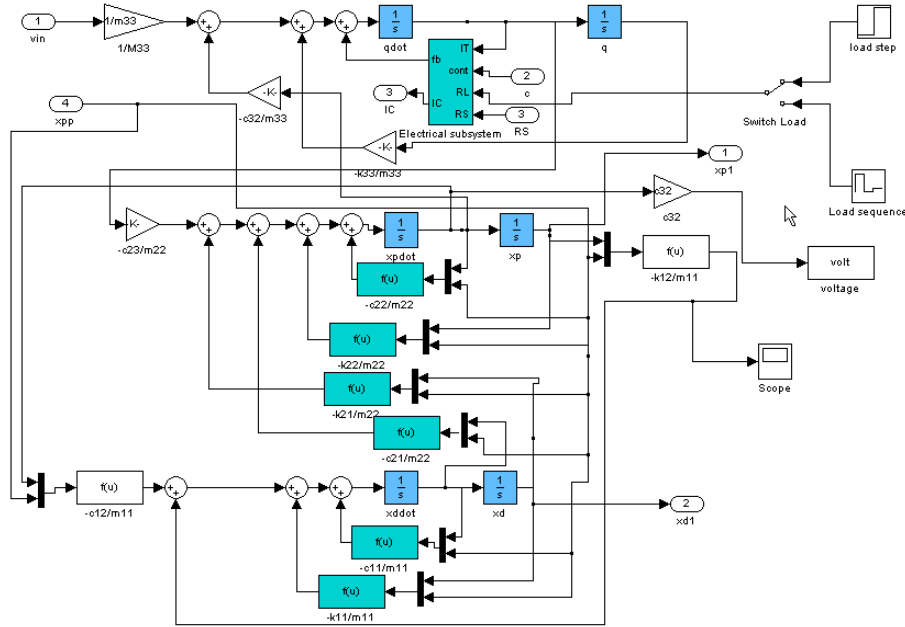 1
vin
1/m33
1/M33
1
s
qdot
1
s
q
load step
IT
fb
cont
2
c
RL
3
IC
IC
RS
3
RS
Electrical subsystem
Switch Load
4
xpp
-K-
-c32/m33
-K-
-k33/m33
1
xp1
c32
c32
Load sequence
K-
-c23/m22
1
s
xpdot
1
s
xp
f(u)
-k12/m11
volt
voltage
f(u)
-c22/m22
f(u)
-k22/m22
Scope
f(u)
-k21/m22
f(u)
-c21/m22
f(u)
-c12/m11
1
s
xddot
1
s
xd
2
xd1
f(u)
-c11/m11
f(u)
-k11/m11